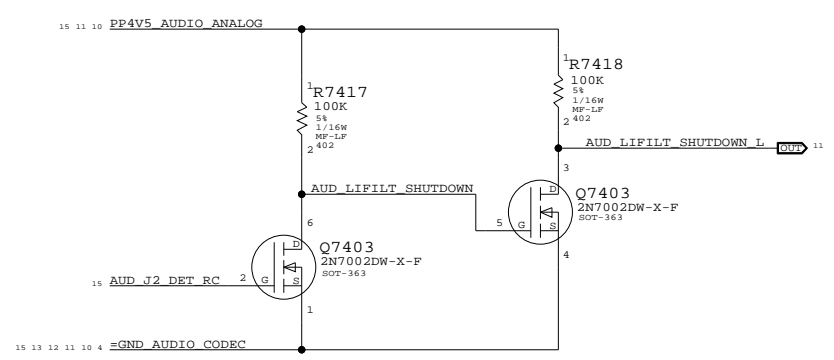 15 11 10 PP4V5_AUDIO_ANALOG
1
R7418
100K
5%
1/16W
MF-LF
402
2
1
R7417
100K
5%
1/16W
MF-LF
402
2
AUD_LIFILT_SHUTDOWN_L OUT 11
3
AUD_LIFILT_SHUTDOWN
D
Q7403
2N7002DW-X-F
SOT-363
5 G S
4
6
D
Q7403
2N7002DW-X-F
SOT-363
15 AUD_J2_DET_RC 2 G S
1
15 13 12 11 10 4 =GND_AUDIO_CODEC